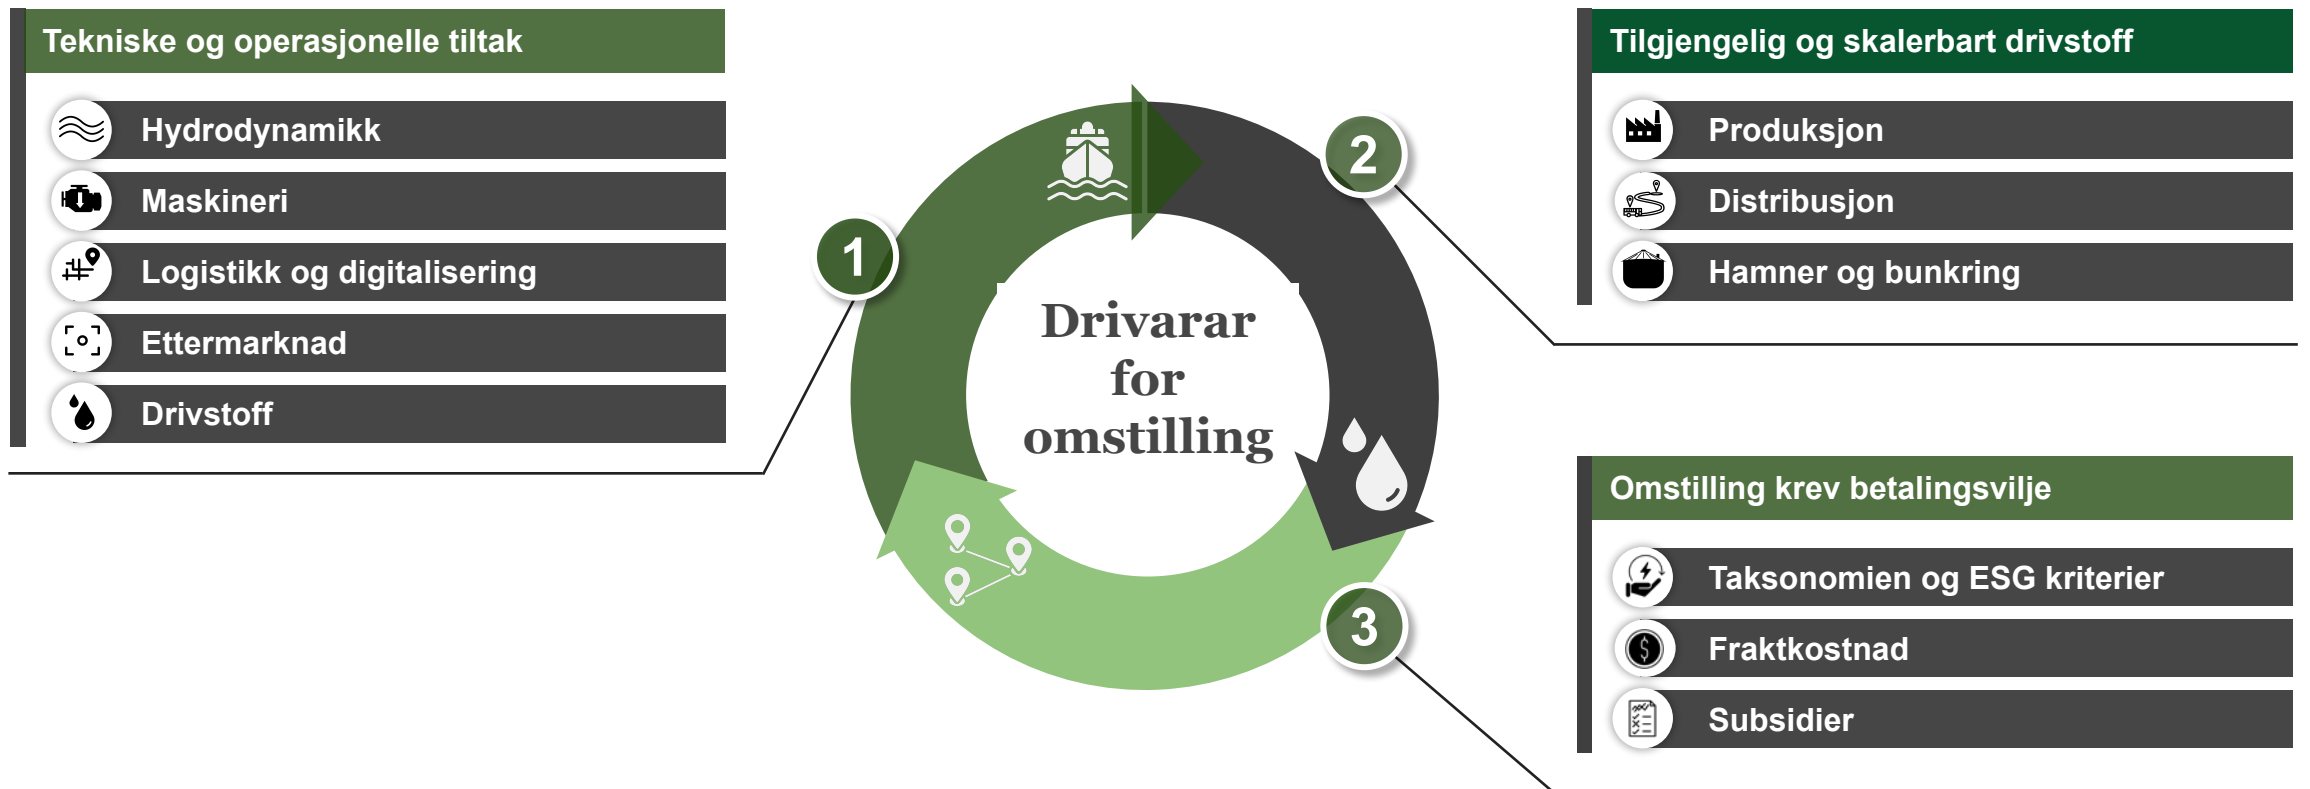 Tekniske og operasjonelle tiltak
Hydrodynamikk
Maskineri
Logistikk og digitalisering
Ettermarknad
Drivstoff
1
Drivarar
for
omstilling
2
Tilgjengelig og skalerbart drivstoff
Produksjon
Distribusjon
Hamner og bunkring
3
Omstilling krev betalingsvilje
Taksonomien og ESG kriterier
$
Fraktkostnad
Subsidier